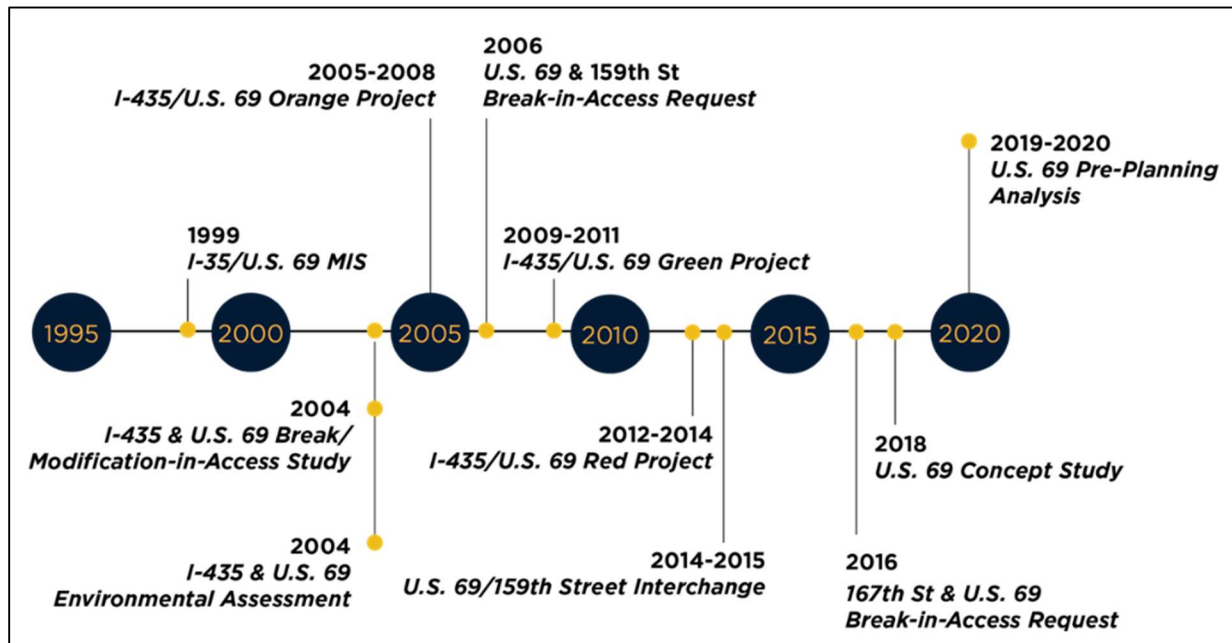 2005-2008
I-435/U.S. 69 Orange Project
2006
U.S. 69 & 159th St
Break-in-Access Request
2019-2020
U.S. 69 Pre-Planning
Analysis
1999
I-35/U.S. 69 MIS
2009-2011
I-435/U.S. 69 Green Project
1995
2000
2005
2010
2015
2020
2004
I-435 & U.S. 69 Break/
Modification-in-Access Study
2012-2014
I-435/U.S. 69 Red Project
2018
U.S. 69 Concept Study
2004
I-435 & U.S. 69
Environmental Assessment
2014-2015
U.S. 69/159th Street Interchange
2016
167th St & U.S. 69
Break-in-Access Request